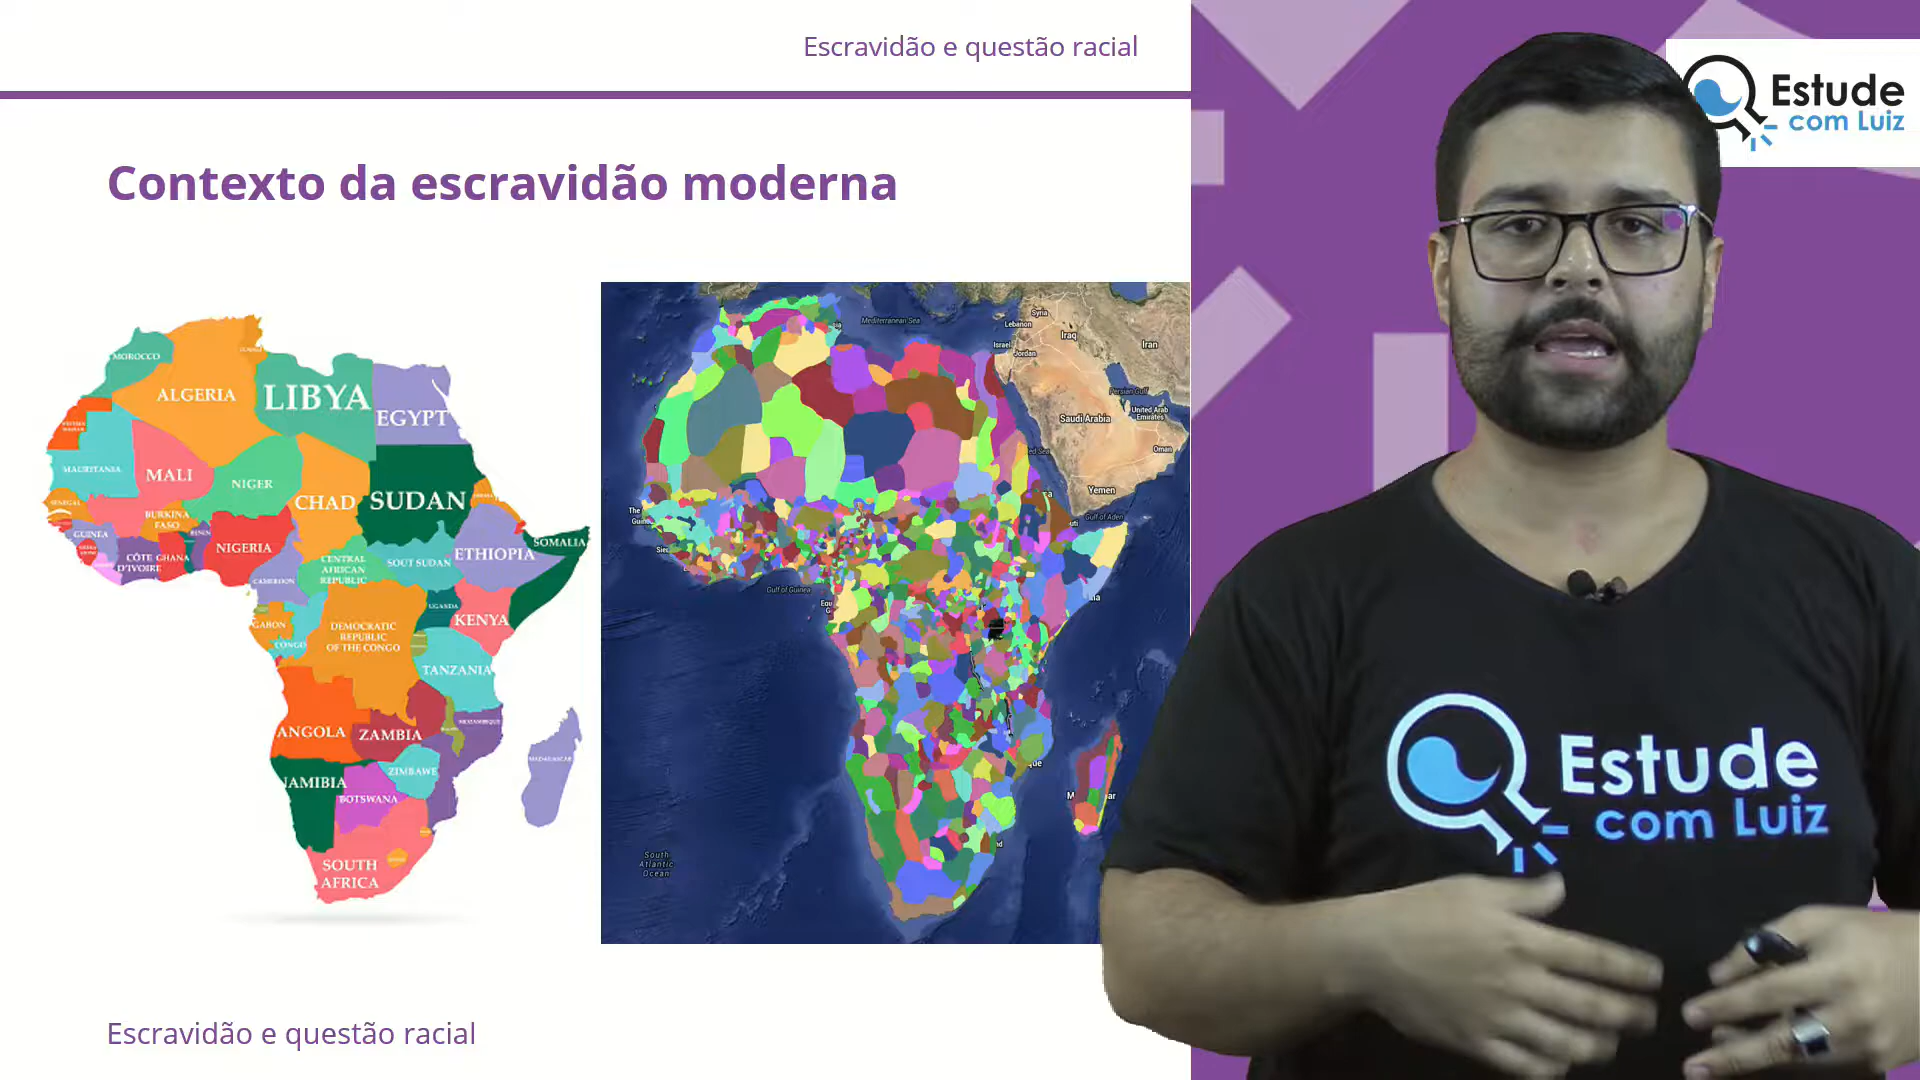 Escravidão e questão racial
Estude
com Luiz
Contexto da escravidão moderna
MOROCCO
ALGERIA
LIBYA
EGYPT
MAURITANIA
MALI
NIGER
CHAD
SUDAN
BURKINA
FASO
GUINEA
CÔTE
D'IVOIRE
GHANA
BENIN
NIGERIA
CENTRAL
AFRICAN
REPUBLIC
SOUT SUDAN
ETHIOPIA
SOMALIA
CAMEROON
UGANDA
KENYA
GABON
CONGO
DEMOCRATIC
REPUBLIC
OF THE CONGO
TANZANIA
ANGOLA
ZAMBIA
MOZAMBIQUE
NAMIBIA
ZIMBAWE
BOTSWANA
MADAGASCAR
SOUTH
AFRICA
Mediterranean Sea
Syria
Lebanon
Iraq
Israel
Jordan
Iran
Persian Gulf
Saudi Arabia
United Arab
Emirates
Oman
Yemen
Gulf of Aden
The
Gulf of Guinea
South
Atlantic
Ocean
Estude
com Luiz
Escravidão e questão racial